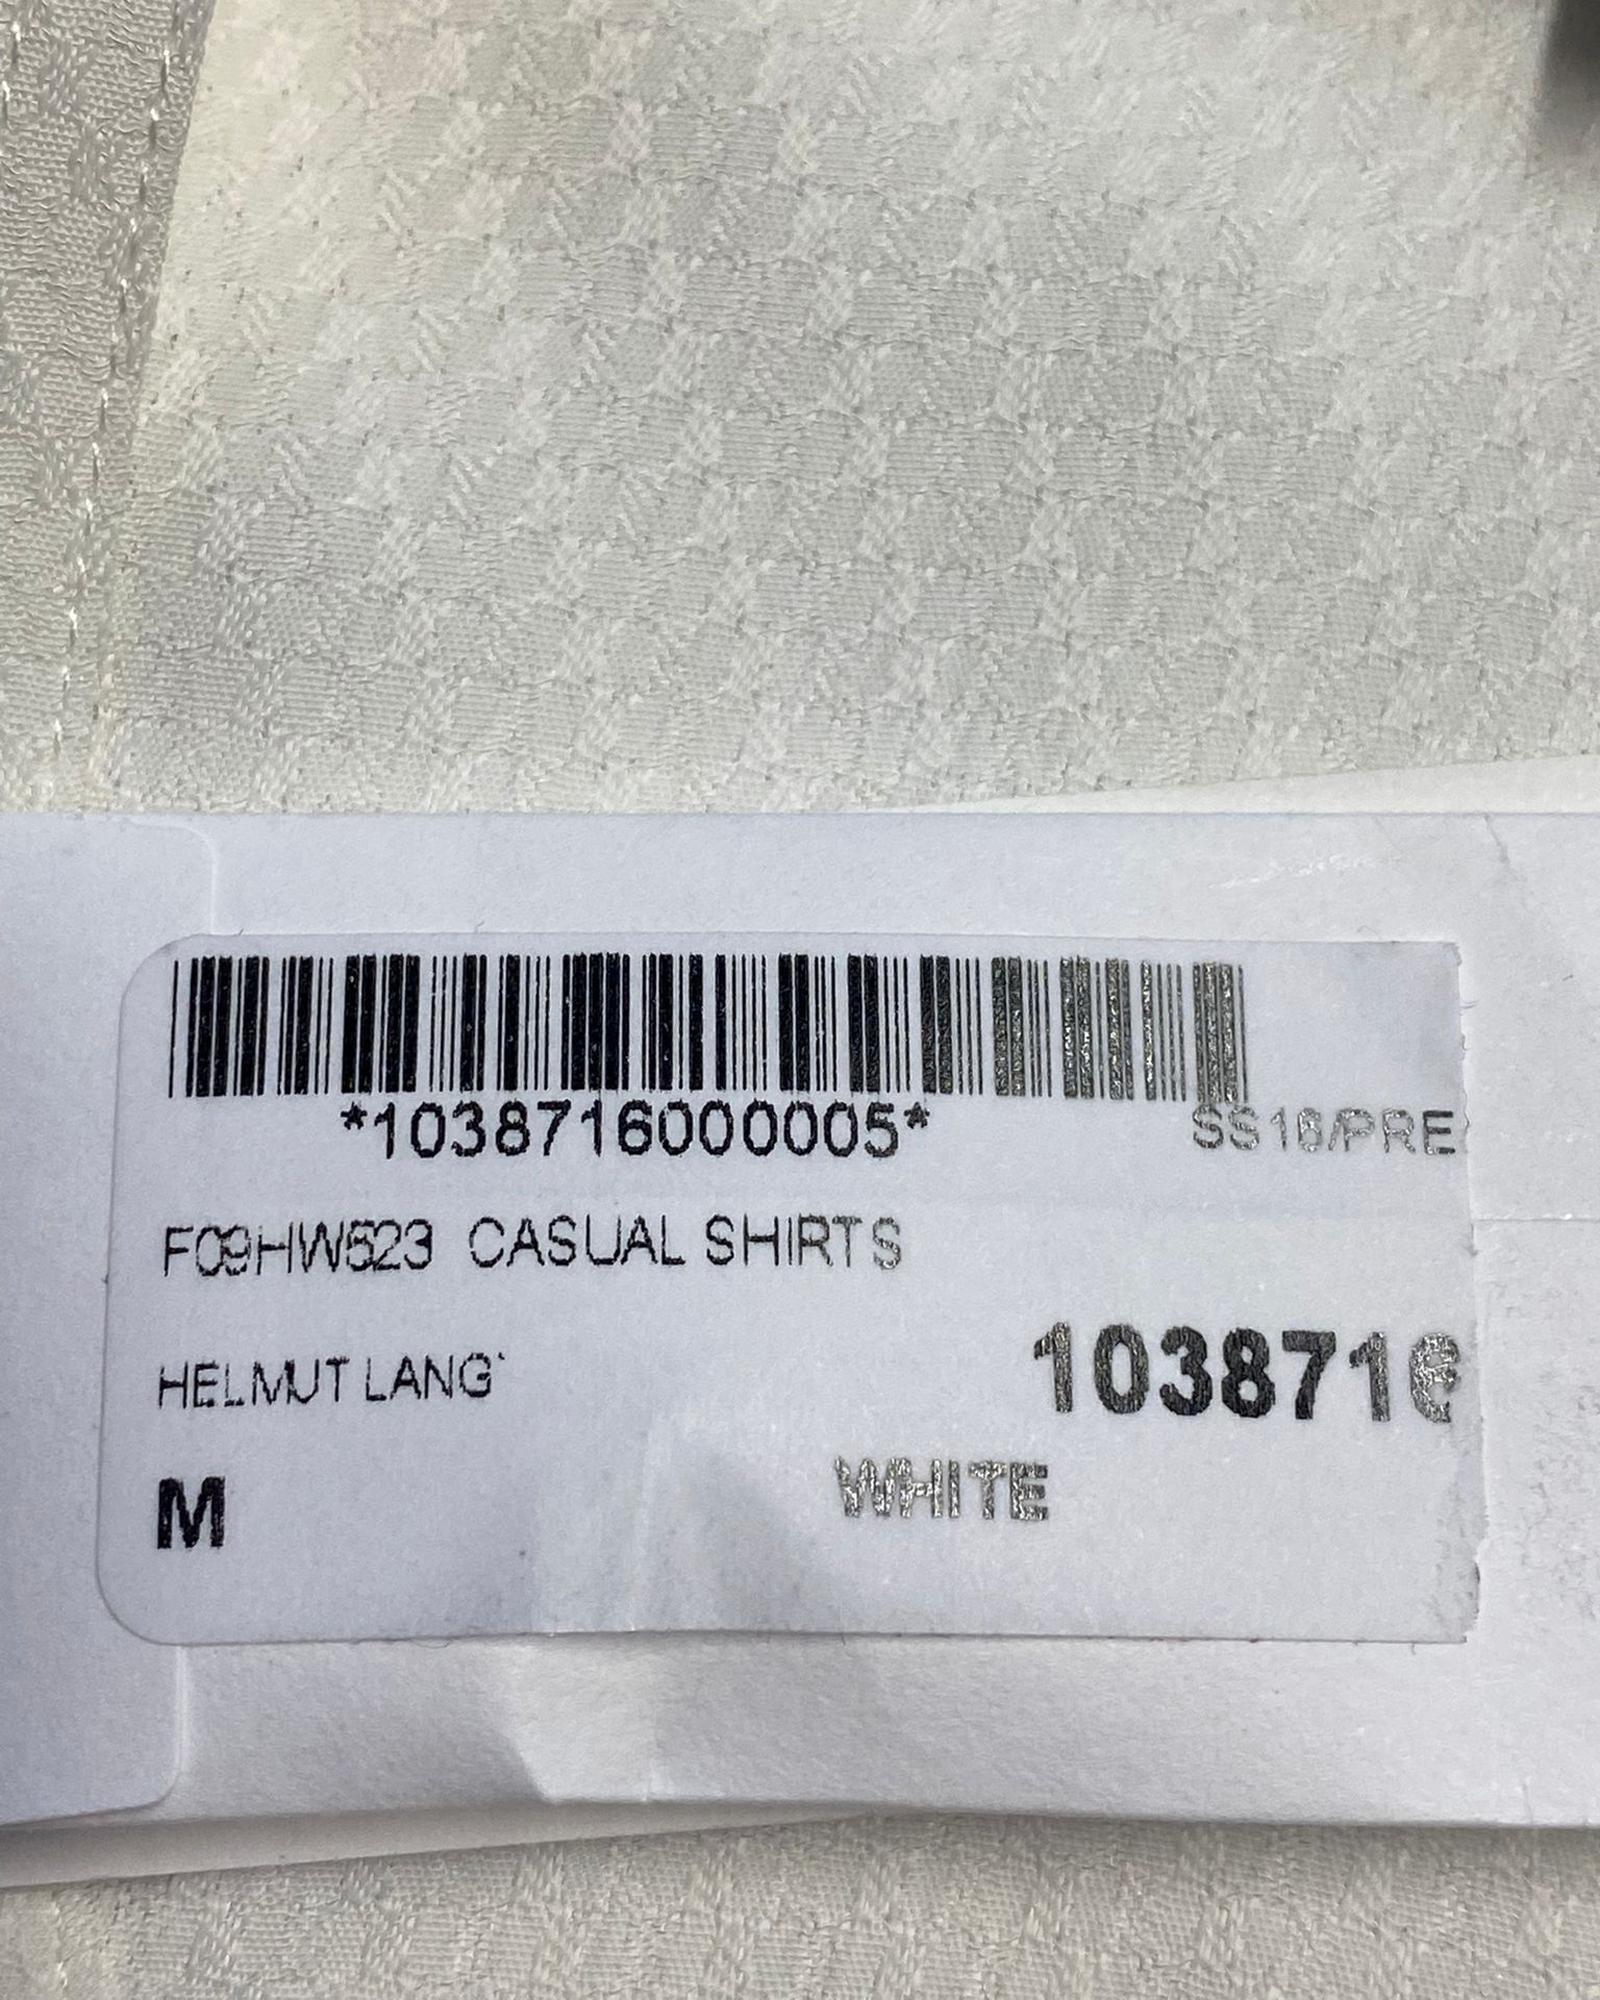 *1038716000005*
SS16/PRE
F09HW523 CASUAL SHIRTS
HELMUT LANG
1038716
M
WHITE